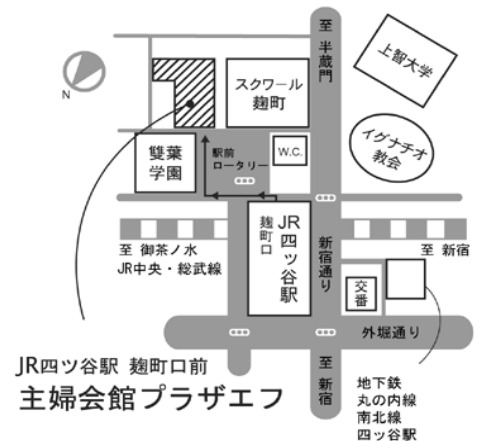 至 半蔵門
上智大学
N
スクワール
麹町
イグナチオ
教会
雙葉
学園
駅前
ロータリー
W.C.
至 御茶ノ水
JR中央・総武線
麹町口
JR四ッ谷駅
新宿通り
至 新宿
交番
外堀通り
至 新宿
地下鉄
丸の内線
南北線
四ッ谷駅
JR四ツ谷駅 麹町口前
主婦会館プラザエフ